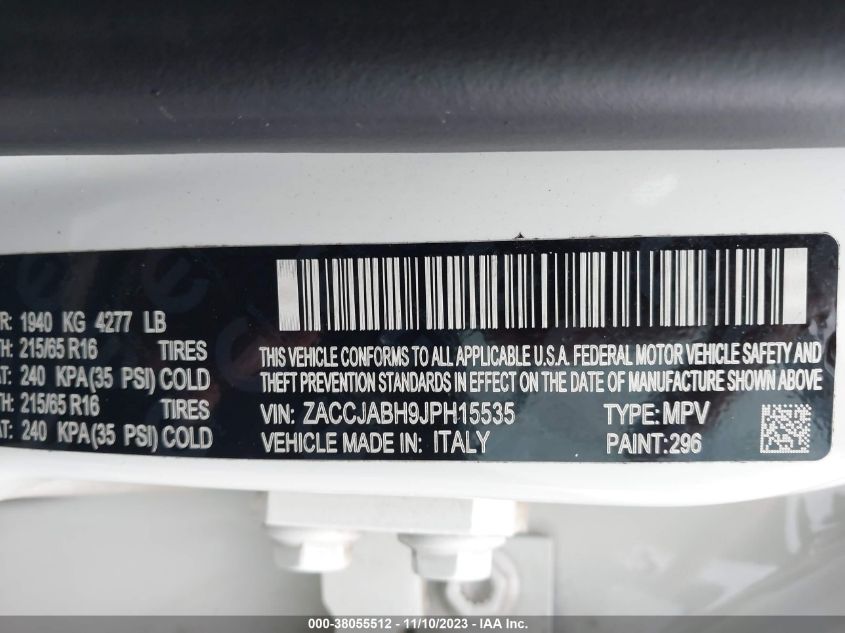 R: 1940 KG 4277 LB
TH: 215/65 R16 TIRES
AT: 240 KPA(35 PSI) COLD
TH: 215/65 R16 TIRES
AT: 240 KPA(35 PSI) COLD
THIS VEHICLE CONFORMS TO ALL APPLICABLE U.S.A. FEDERAL MOTOR VEHICLE SAFETY AND
THEFT PREVENTION STANDARDS IN EFFECT ON THE DATE OF MANUFACTURE SHOWN ABOVE
VIN: ZACCJABH9JPH15535 TYPE: MPV
VEHICLE MADE IN: ITALY PAINT: 296
000-38055512 - 11/10/2023 - IAA Inc.